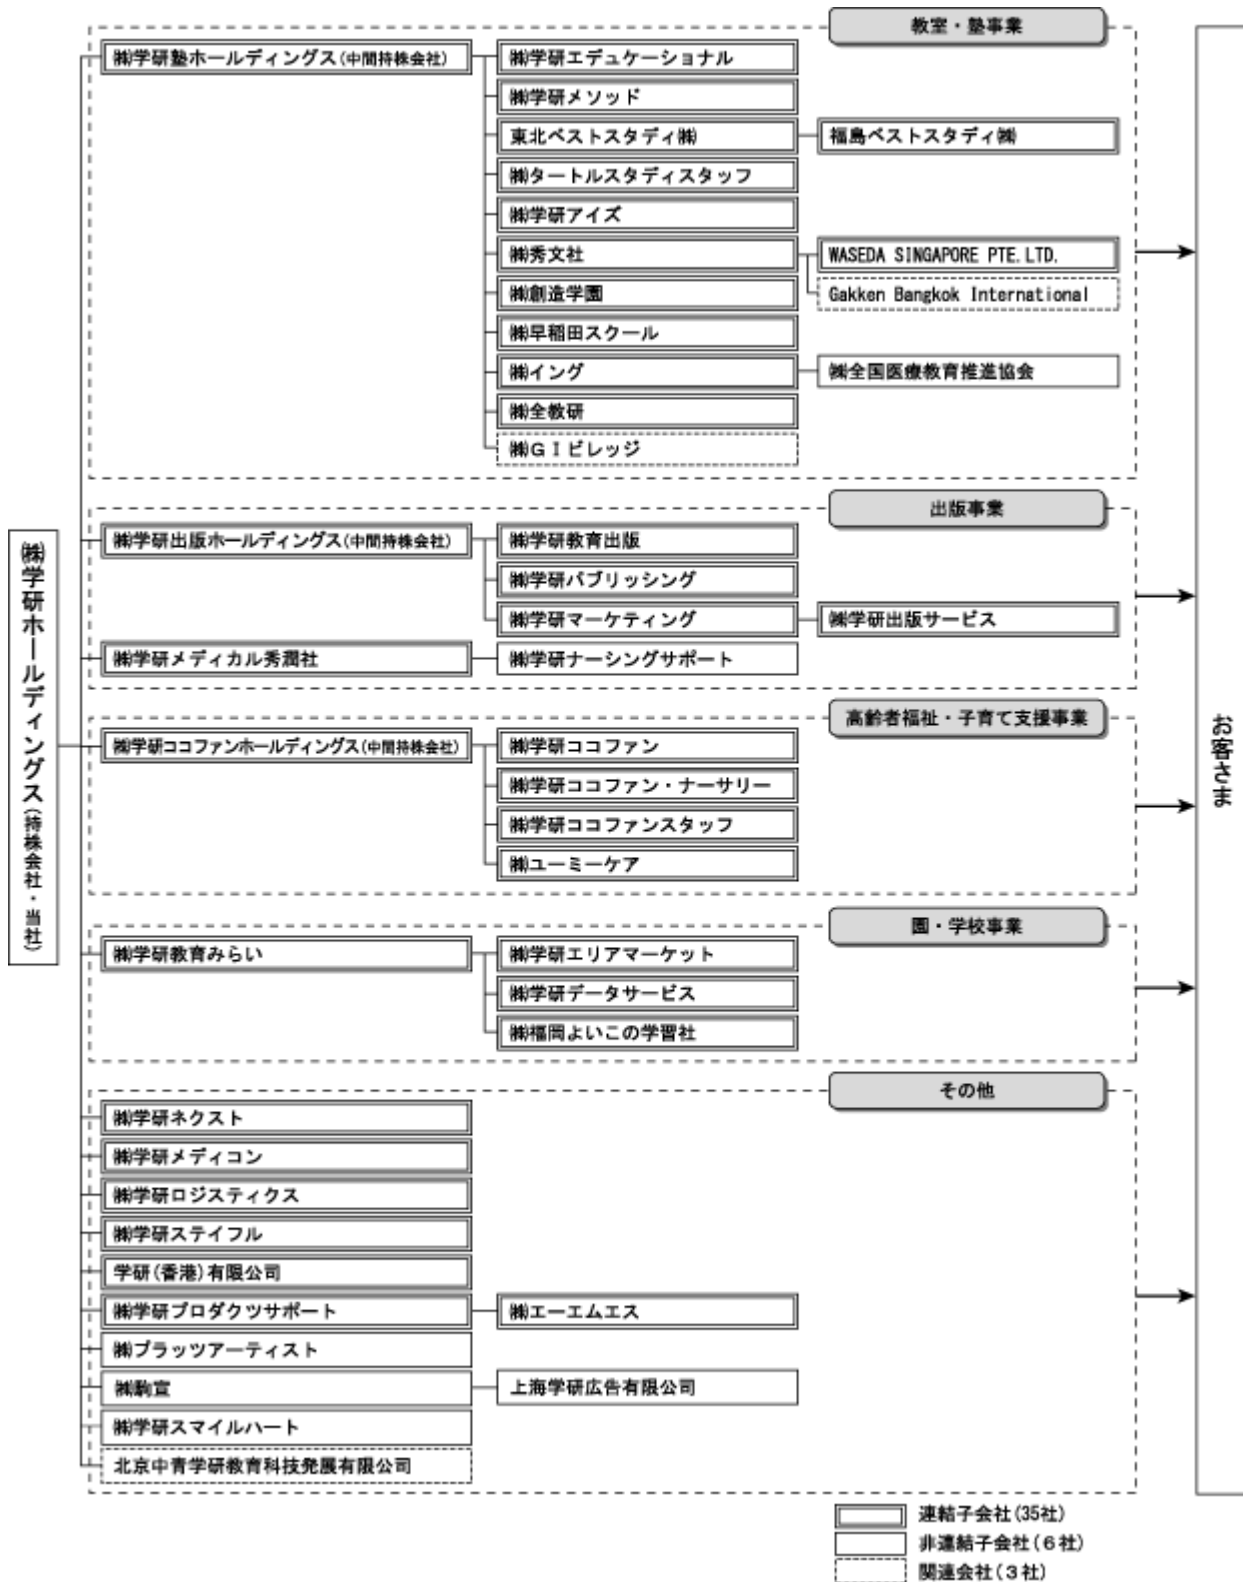 教室・塾事業
㈱学研塾ホールディングス(中間持株会社)
㈱学研エデュケーショナル
㈱学研メソッド
東北ベストスタディ㈱
福島ベストスタディ㈱
㈱タートルスタディスタッフ
㈱学研アイズ
㈱秀文社
WASEDA SINGAPORE PTE.LTD.
㈱創造学園
Gakken Bangkok International
㈱早稲田スクール
㈱イング
㈱全国医療教育推進協会
㈱全教研
㈱GIビレッジ
出版事業
㈱学研出版ホールディングス(中間持株会社)
㈱学研教育出版
㈱学研パブリッシング
㈱学研マーケティング
㈱学研出版サービス
㈱学研メディカル秀潤社
㈱学研ナーシングサポート
㈱学研ホールディングス(持株会社・当社)
高齢者福祉・子育て支援事業
㈱学研ココファンホールディングス(中間持株会社)
㈱学研ココファン
㈱学研ココファン・ナーサリー
㈱学研ココファンスタッフ
㈱ユーミーケア
お客さま
園・学校事業
㈱学研教育みらい
㈱学研エリアマーケット
㈱学研データサービス
㈱福岡よいこの学習社
その他
㈱学研ネクスト
㈱学研メディコン
㈱学研ロジスティクス
㈱学研ステイフル
学研(香港)有限公司
㈱学研プロダクツサポート
㈱エーエムエス
㈱ブラッツアーティスト
㈱駒宣
上海学研広告有限公司
㈱学研スマイルハート
北京中青学研教育科技発展有限公司
連結子会社(35社)
非連結子会社(6社)
関連会社(3社)